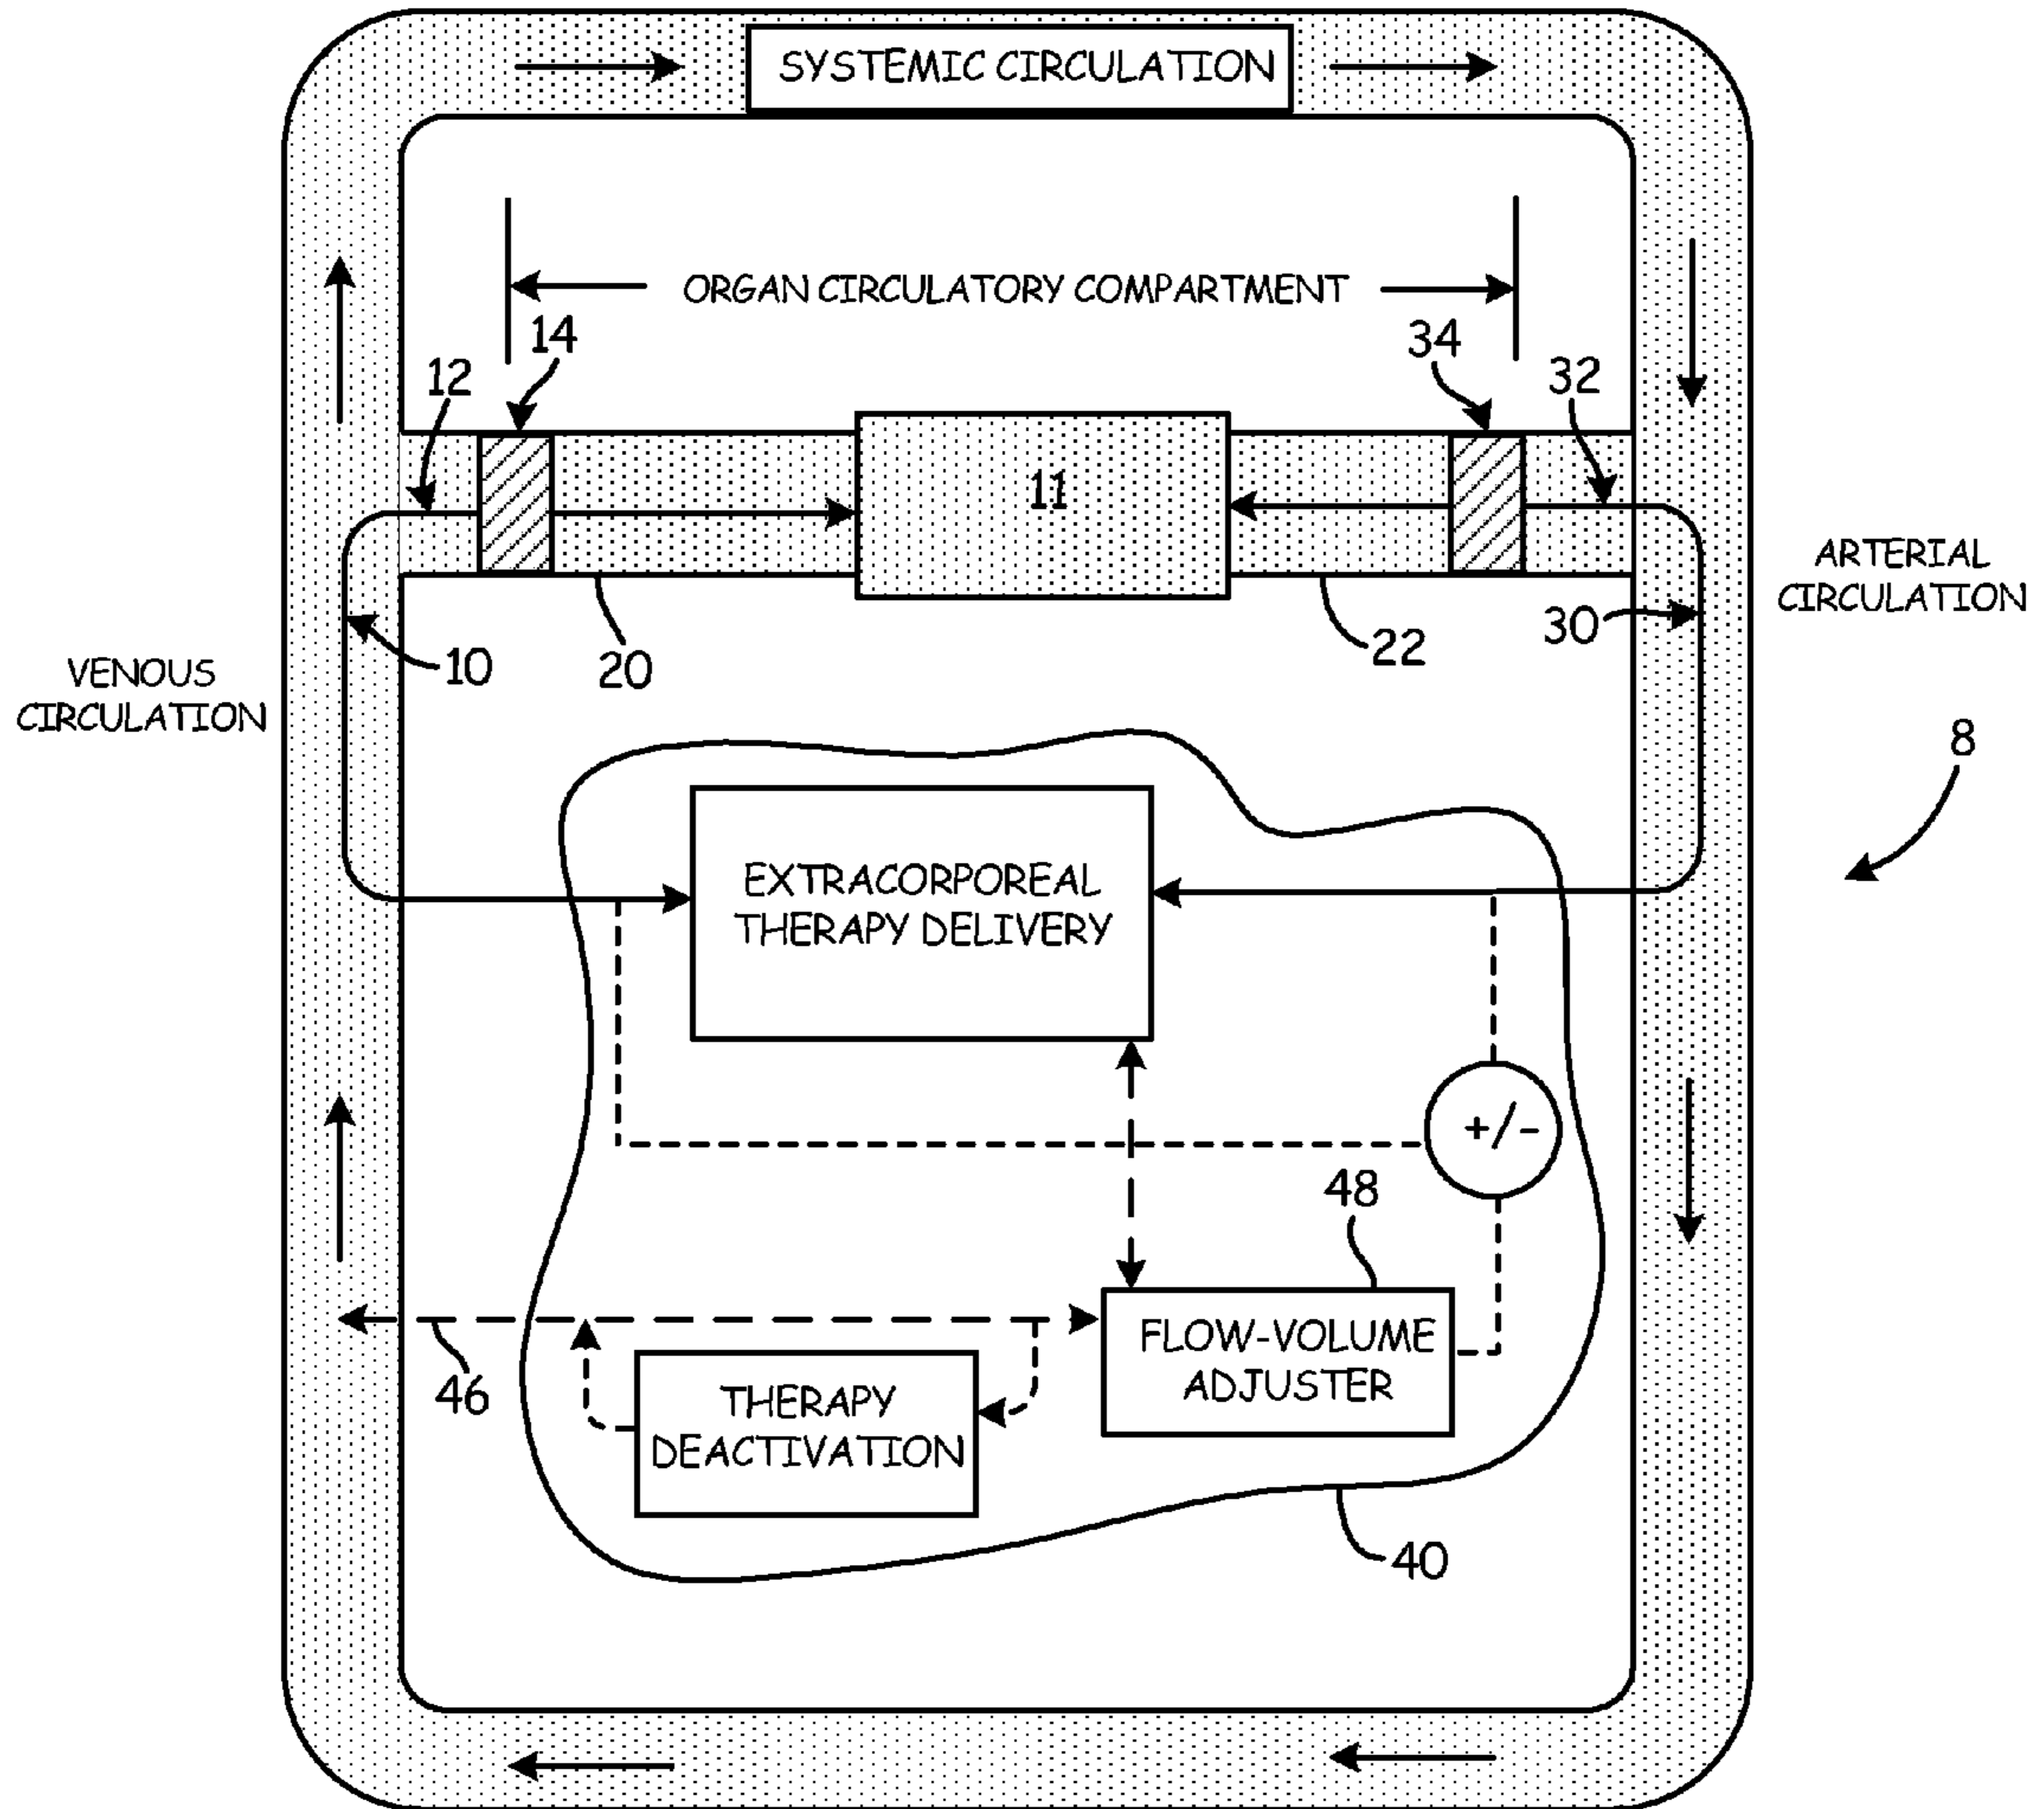 SYSTEMIC CIRCULATION
ORGAN CIRCULATORY COMPARTMENT
14
34
12
32
11
ARTERIAL
CIRCULATION
30
22
10
20
VENOUS
CIRCULATION
8
EXTRACORPOREAL
THERAPY DELIVERY
+/-
48
FLOW-VOLUME
ADJUSTER
46
THERAPY
DEACTIVATION
40